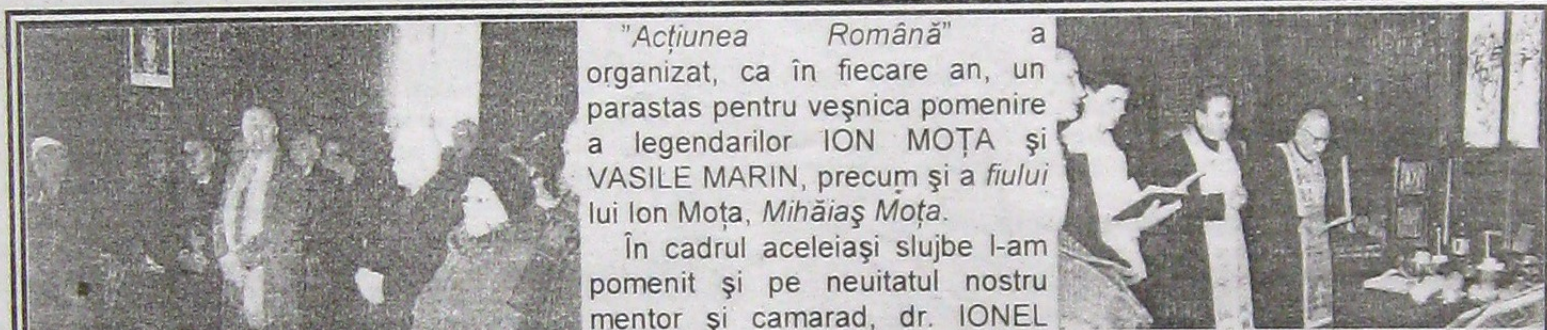 "Acțiunea Română" a
organizat, ca în fiecare an, un
parastas pentru veşnica pomenire
a legendarilor ION MOȚA şi
VASILE MARIN, precum şi a fiului
lui Ion Moța, Mihăiaş Moța.
În cadrul aceleiaşi slujbe l-am
pomenit şi pe neuitatul nostru
mentor şi camarad, dr. IONEL